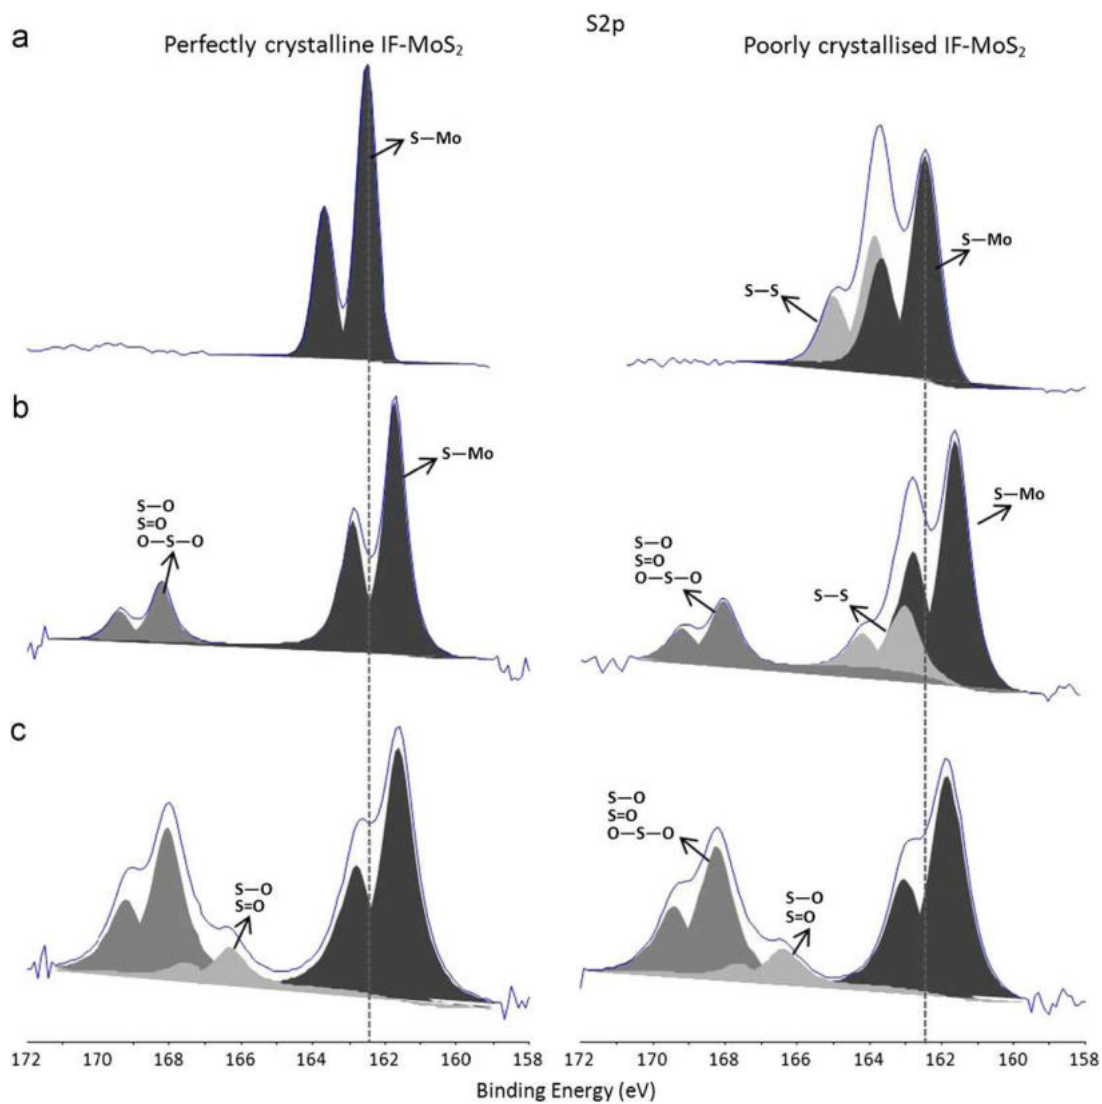 S2p
a
Perfectly crystalline IF-MoS₂
Poorly crystallised IF-MoS₂
S—Mo
S—Mo
S—S
b
S—Mo
S—O
S=O
O—S—O
S—Mo
S—O
S=O
O—S—O
S—S
c
S—O
S=O
S—O
S=O
O—S—O
S—O
S=O
172 170 168 166 164 162 160 158
172 170 168 166 164 162 160 158
Binding Energy (eV)